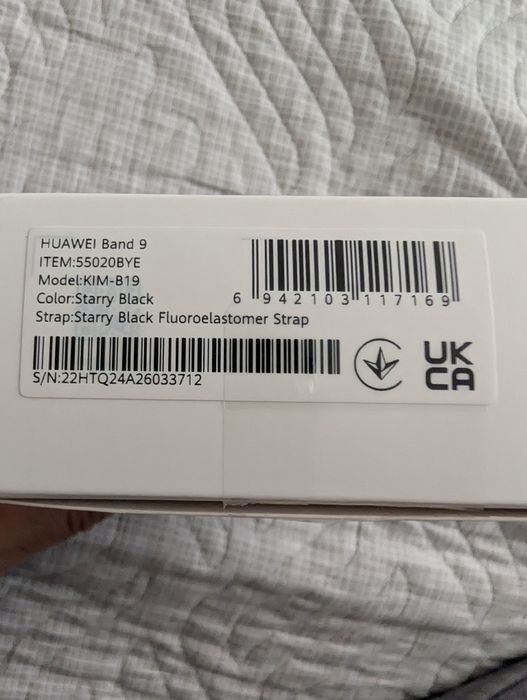 HUAWEI Band 9
ITEM:55020BYE
Model:KIM-B19
Color:Starry Black
Strap:Starry Black Fluoroelastomer Strap
6 942103 117169
S/N:22HTQ24A26033712
UK
CA